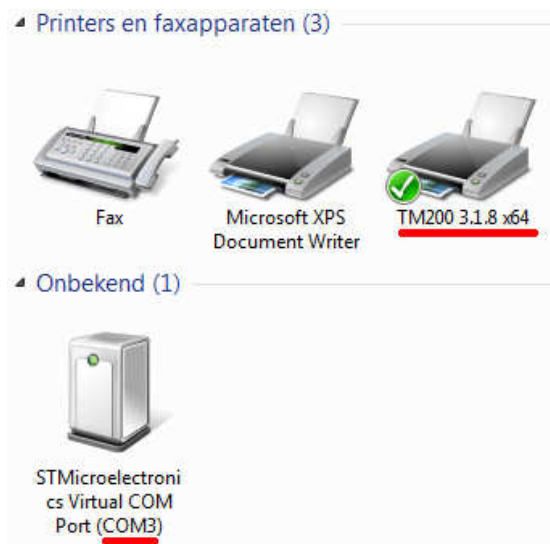 Printers en faxapparaten (3)
Fax
Microsoft XPS
Document Writer
TM200 3.1.8 x64
Onbekend (1)
STMicroelectroni
cs Virtual COM
Port (COM3)